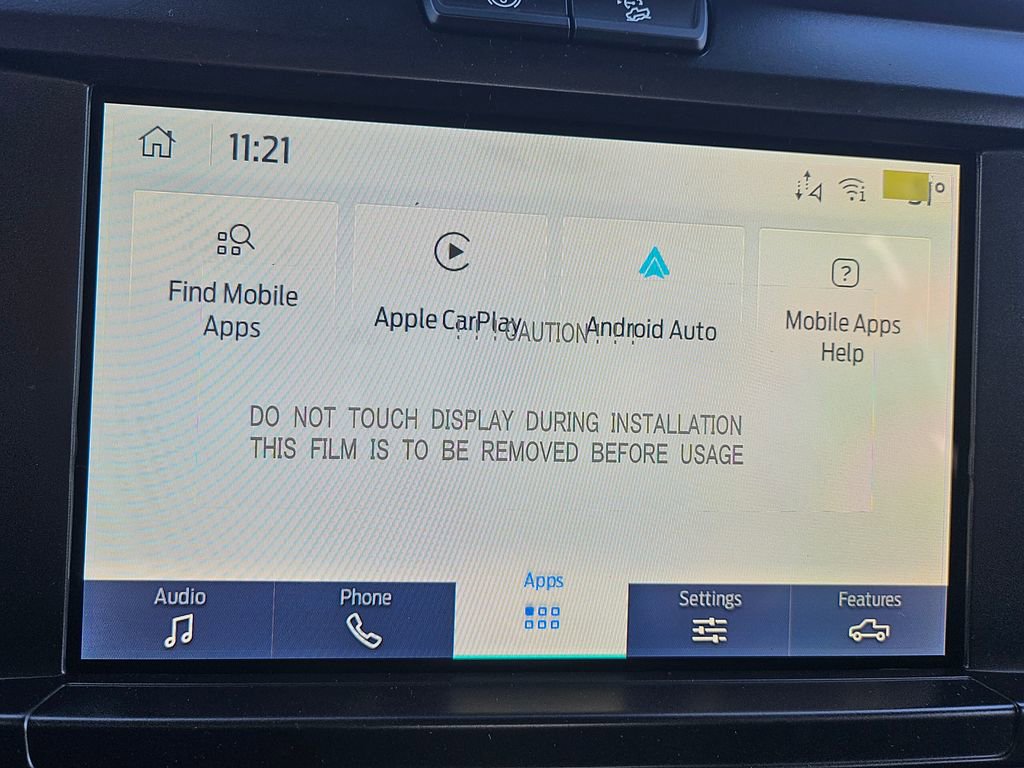 11:21
Find Mobile
Apps
Apple CarPlay
Android Auto
Mobile Apps
Help
! ! ! CAUTION ! ! !
DO NOT TOUCH DISPLAY DURING INSTALLATION
THIS FILM IS TO BE REMOVED BEFORE USAGE
Audio
Phone
Apps
Settings
Features